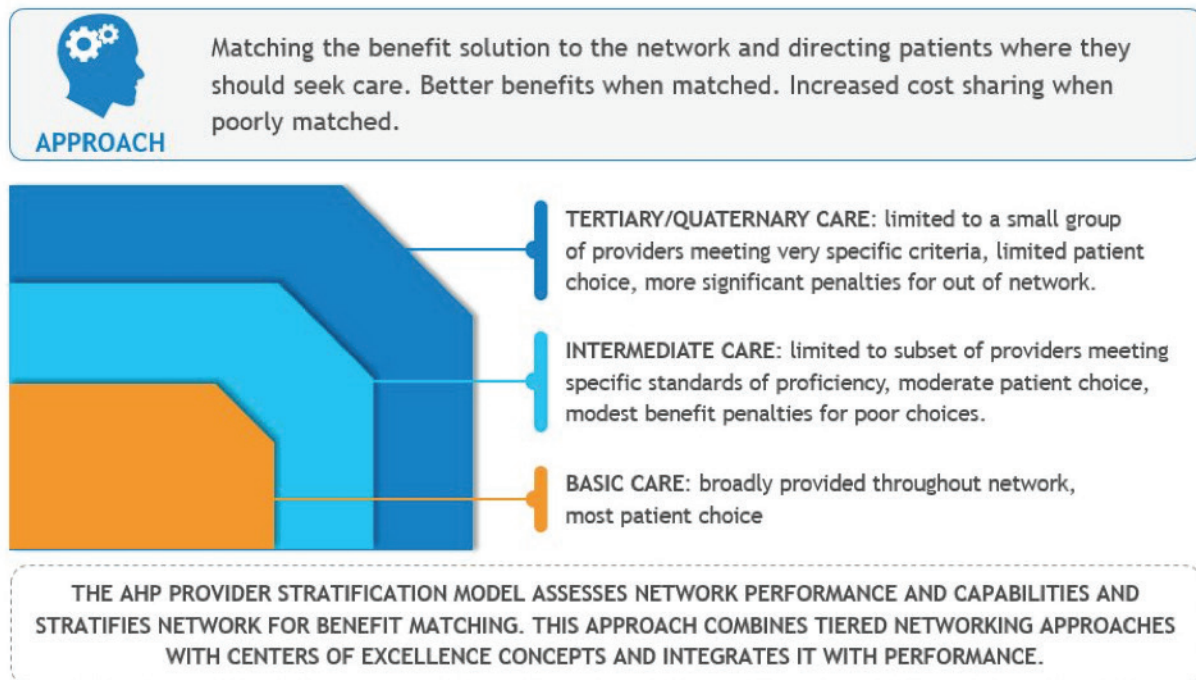 Matching the benefit solution to the network and directing patients where they
should seek care. Better benefits when matched. Increased cost sharing when
poorly matched.
APPROACH
TERTIARY/QUATERNARY CARE: limited to a small group
of providers meeting very specific criteria, limited patient
choice, more significant penalties for out of network.
INTERMEDIATE CARE: limited to subset of providers meeting
specific standards of proficiency, moderate patient choice,
modest benefit penalties for poor choices.
BASIC CARE: broadly provided throughout network,
most patient choice
THE AHP PROVIDER STRATIFICATION MODEL ASSESSES NETWORK PERFORMANCE AND CAPABILITIES AND
STRATIFIES NETWORK FOR BENEFIT MATCHING. THIS APPROACH COMBINES TIERED NETWORKING APPROACHES
WITH CENTERS OF EXCELLENCE CONCEPTS AND INTEGRATES IT WITH PERFORMANCE.